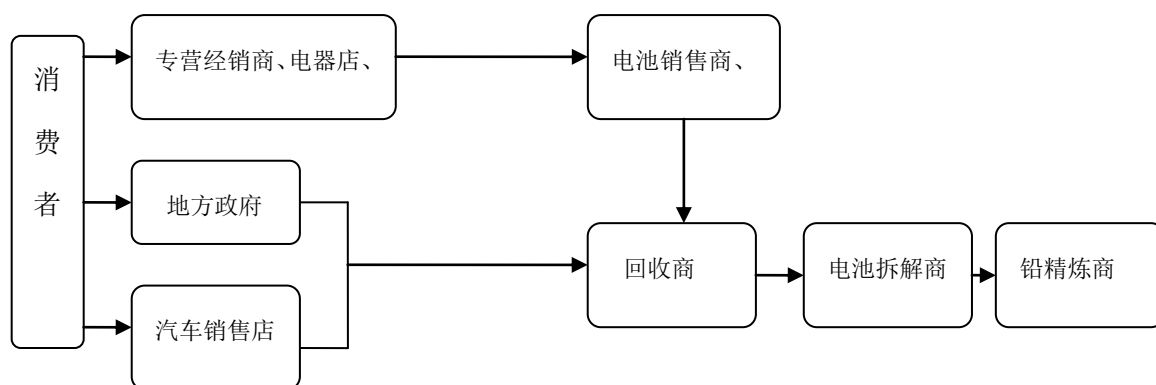 消费者
专营经销商、电器店、
电池销售商、
地方政府
回收商
电池拆解商
铅精炼商
汽车销售店